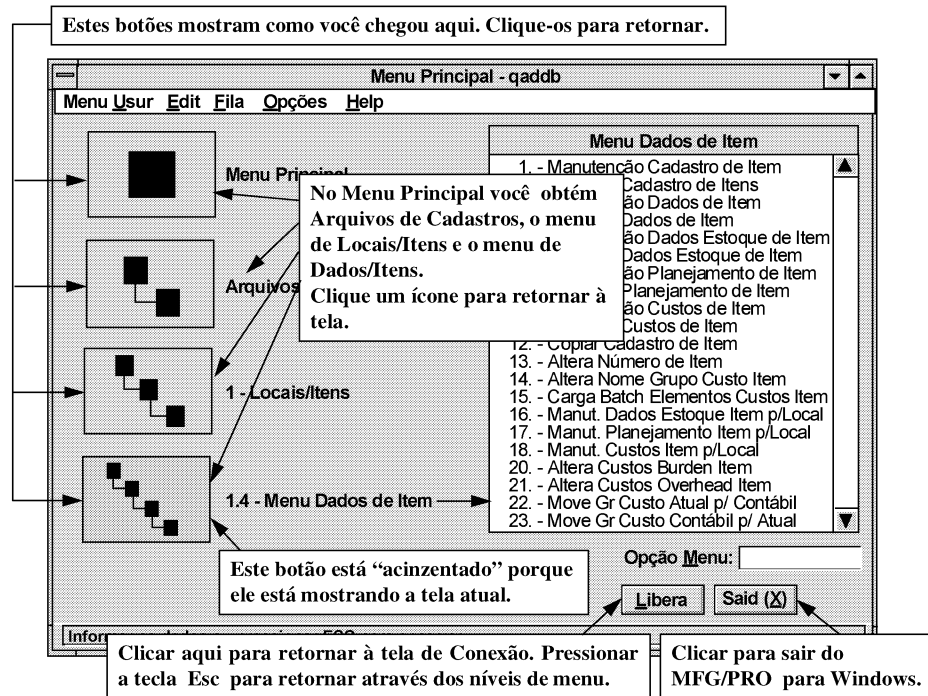 Estes botões mostram como você chegou aqui. Clique-os para retornar.
Menu Principal - qaddb
Menu Usur Edit Fila Opções Help
Menu Principal
No Menu Principal você obtém
Arquivos de Cadastros, o menu
de Locais/Itens e o menu de
Dados/Itens.
Clique um ícone para retornar à
tela.
Arquivos
1 - Locais/Itens
1.4 - Menu Dados de Item
Menu Dados de Item
1. - Manutenção Cadastro de Item
Cadastro de Itens
Dados de Item
Dados de Item
Dados Estoque de Item
Dados Estoque de Item
Planejamento de Item
Planejamento de Item
Custos de Item
Custos de Item
12. - Copiar Cadastro de Item
13. - Altera Número de Item
14. - Altera Nome Grupo Custo Item
15. - Carga Batch Elementos Custos Item
16. - Manut. Dados Estoque Item p/Local
17. - Manut. Planejamento Item p/Local
18. - Manut. Custos Item p/Local
20. - Altera Custos Burden Item
21. - Altera Custos Overhead Item
22. - Move Gr Custo Atual p/ Contábil
23. - Move Gr Custo Contábil p/ Atual
Este botão está “acinzentado” porque
ele está mostrando a tela atual.
Opção Menu:
Libera Said (X)
Clicar aqui para retornar à tela de Conexão. Pressionar
a tecla Esc para retornar através dos níveis de menu.
Clicar para sair do
MFG/PRO para Windows.